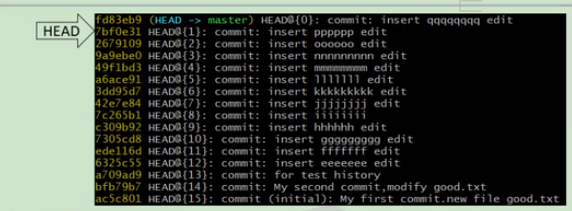 HEAD
fd83eb9 (HEAD -> master) HEAD@{0}: commit: insert qqqqqqqq edit
7bf0e31 HEAD@{1}: commit: insert pppppp edit
2679109 HEAD@{2}: commit: insert oooooo edit
9a9ebe0 HEAD@{3}: commit: insert nnnnnnnnn edit
49f1bd3 HEAD@{4}: commit: insert mmmmmmmm edit
a6ace91 HEAD@{5}: commit: insert lllllll edit
3dd95d7 HEAD@{6}: commit: insert kkkkkkkkk edit
42e7e84 HEAD@{7}: commit: insert jjjjjjjj edit
7c265b1 HEAD@{8}: commit: insert iiiiiiii
c309b92 HEAD@{9}: commit: insert hhhhhh edit
7305cd8 HEAD@{10}: commit: insert ggggggggg edit
ede116d HEAD@{11}: commit: insert fffffff edit
6325c55 HEAD@{12}: commit: insert eeeeeee edit
a709ad9 HEAD@{13}: commit: for test history
bfb79b7 HEAD@{14}: commit: My second commit,modify good.txt
ac5c801 HEAD@{15}: commit (initial): My first commit.new file good.txt